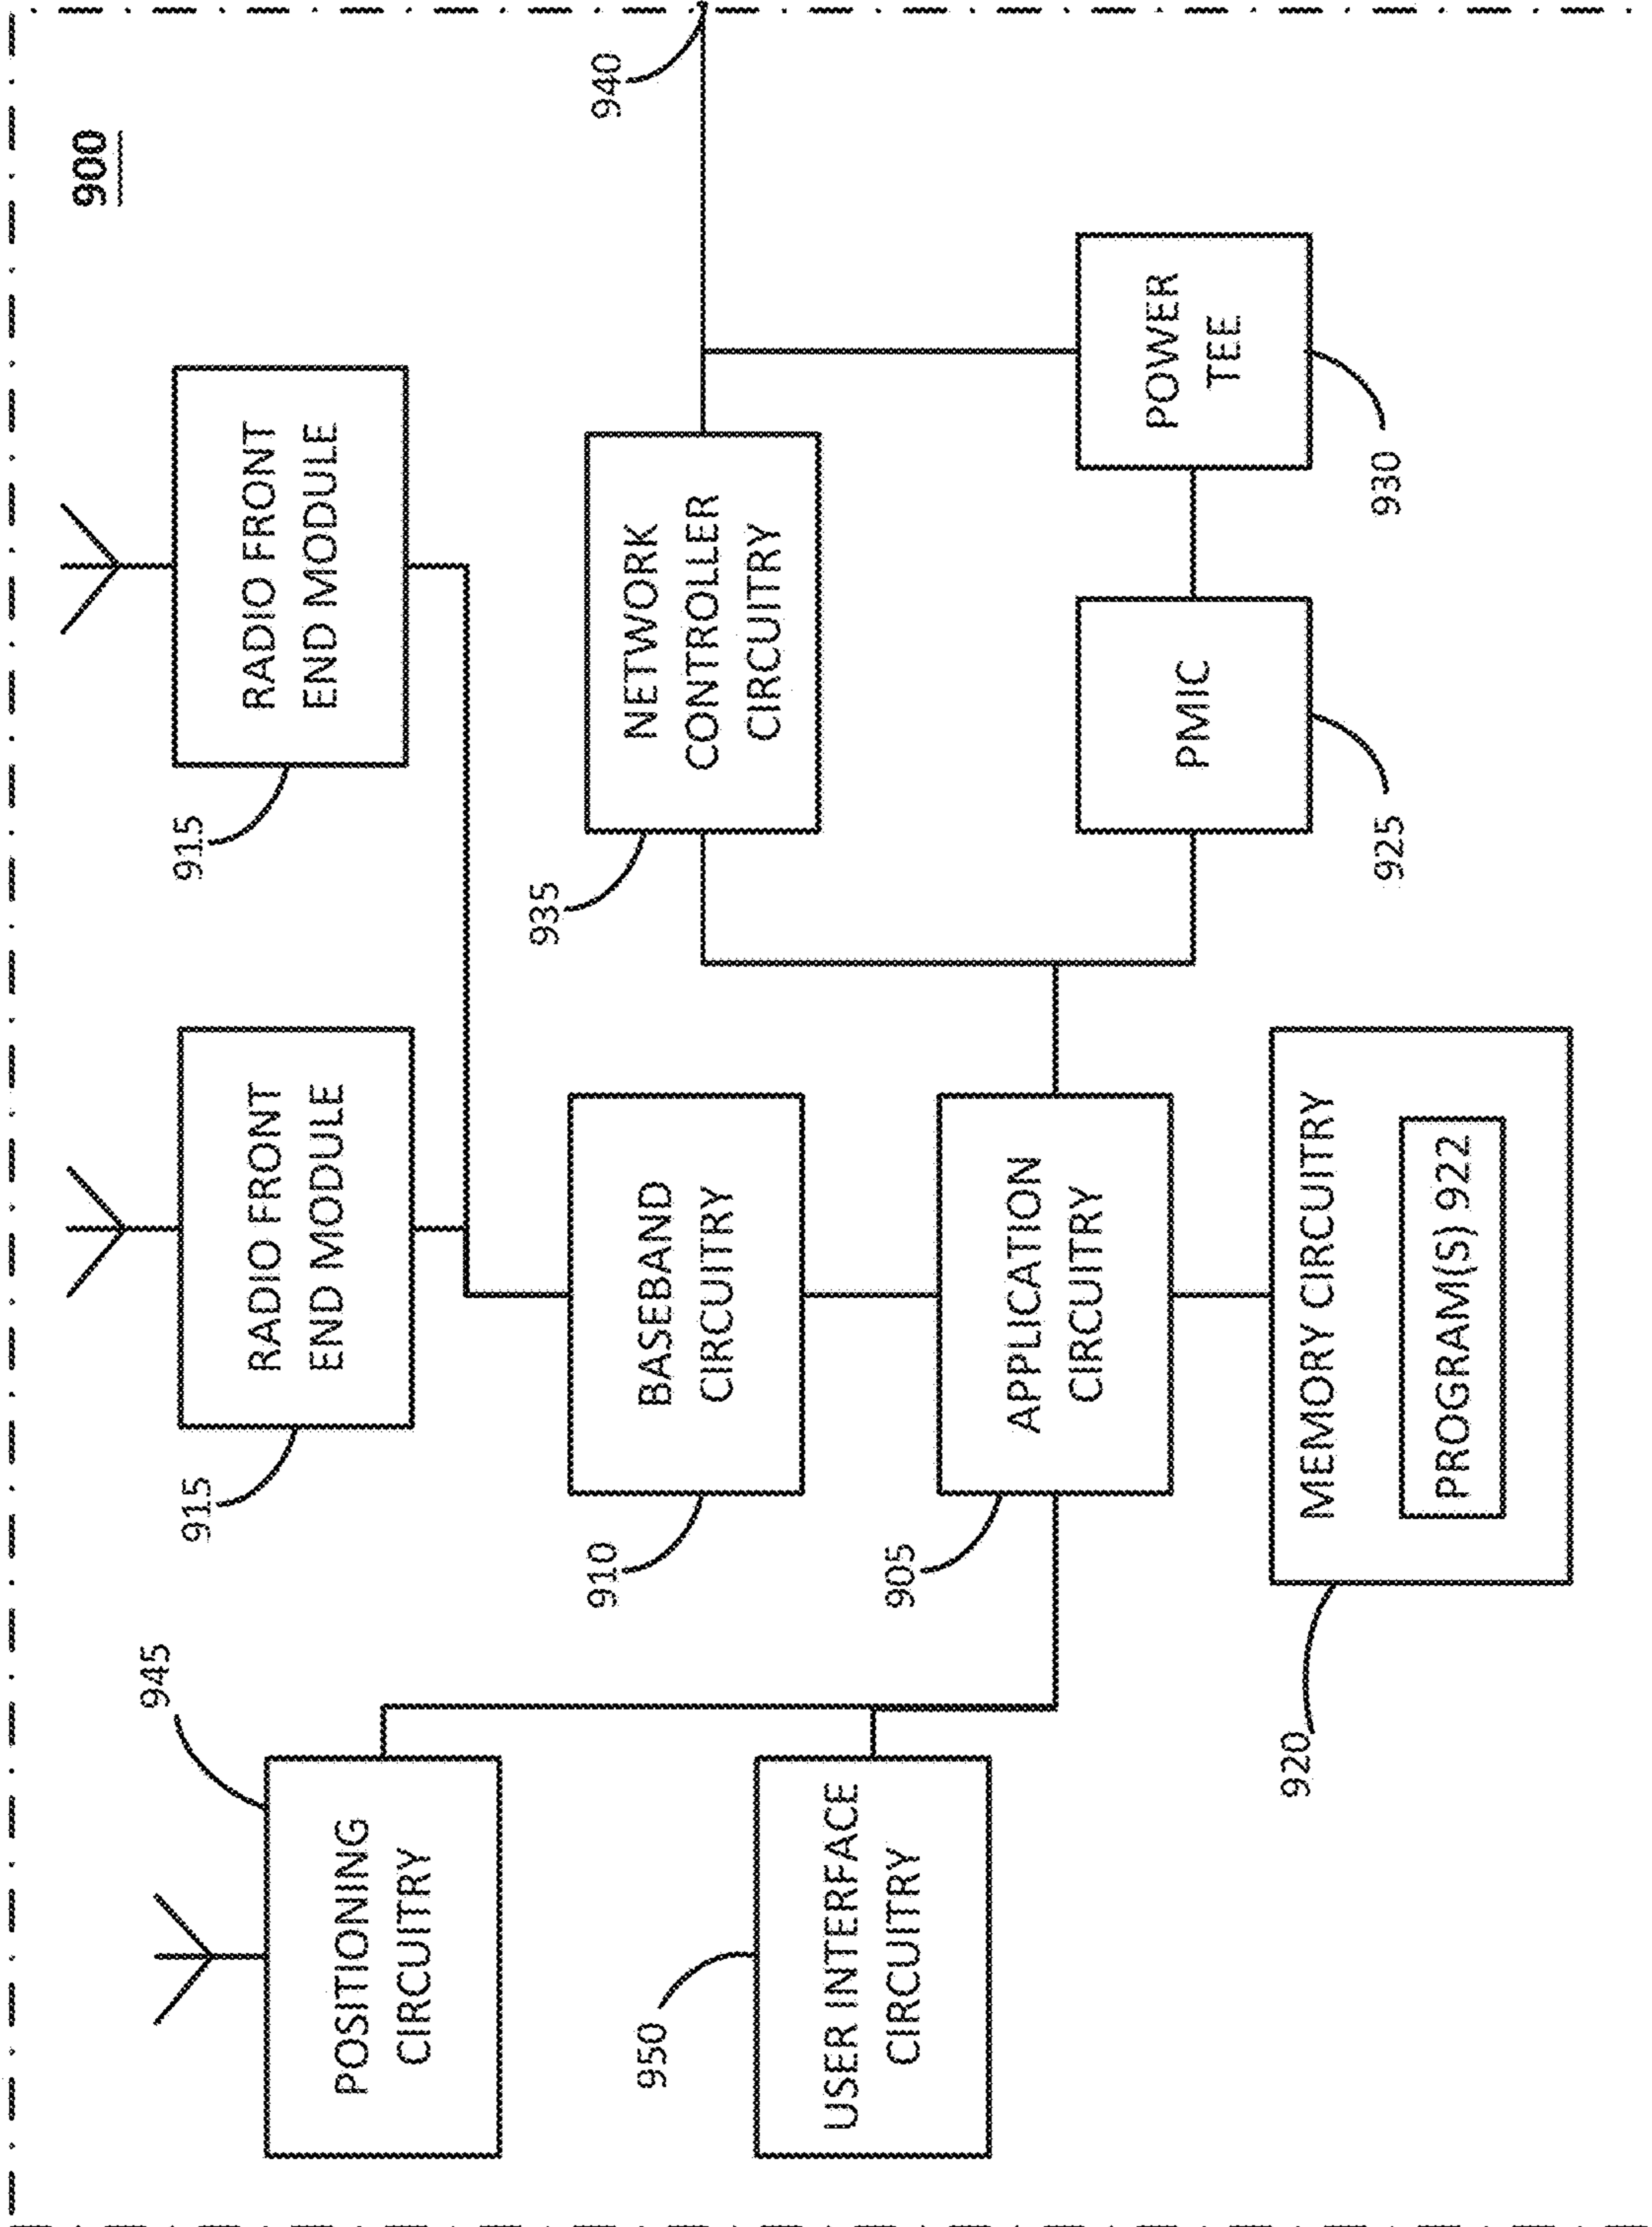 900
915
RADIO FRONT
END MODULE
915
RADIO FRONT
END MODULE
945
POSITIONING
CIRCUITRY
940
935
NETWORK
CONTROLLER
CIRCUITRY
910
BASEBAND
CIRCUITRY
950
USER INTERFACE
CIRCUITRY
905
APPLICATION
CIRCUITRY
PMIC
925
POWER
TEE
930
920
MEMORY CIRCUITRY
PROGRAM(S) 922